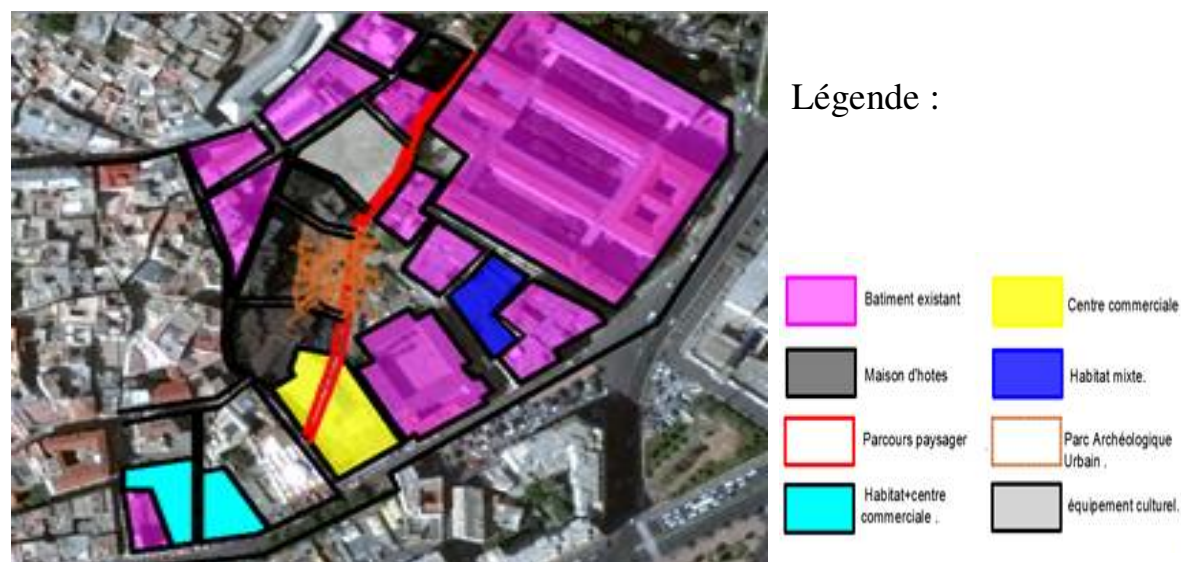 Légende :
Batiment existant
Centre commerciale
Maison d'hotes
Habitat mixte.
Parcours paysager
Parc Archéologique
Urbain .
Habitat+centre
commerciale .
équipement culturel.